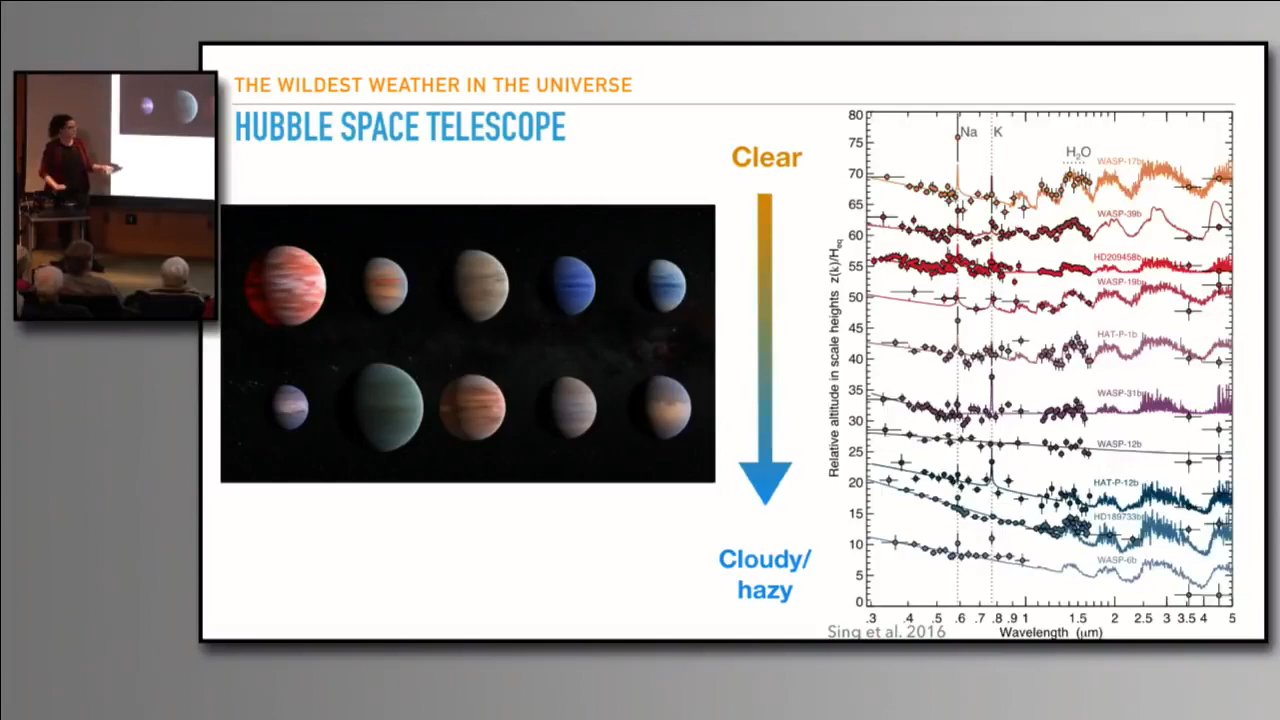 THE WILDEST WEATHER IN THE UNIVERSE
HUBBLE SPACE TELESCOPE
Clear
Cloudy/
hazy
80
75
70
65
60
55
50
45
40
35
30
25
20
15
10
5
0
Relative altitude in scale heights z(λ)/Heq
Na
K
H2O
WASP-17b
WASP-39b
HD209458b
WASP-19b
HAT-P-1b
WASP-31b
WASP-12b
HAT-P-12b
HD189733b
WASP-6b
.3 .4 .5 .6 .7 .8 .9 1 1.5 2 2.5 3 3.5 4 5
Wavelength (μm)
Sing et al. 2016